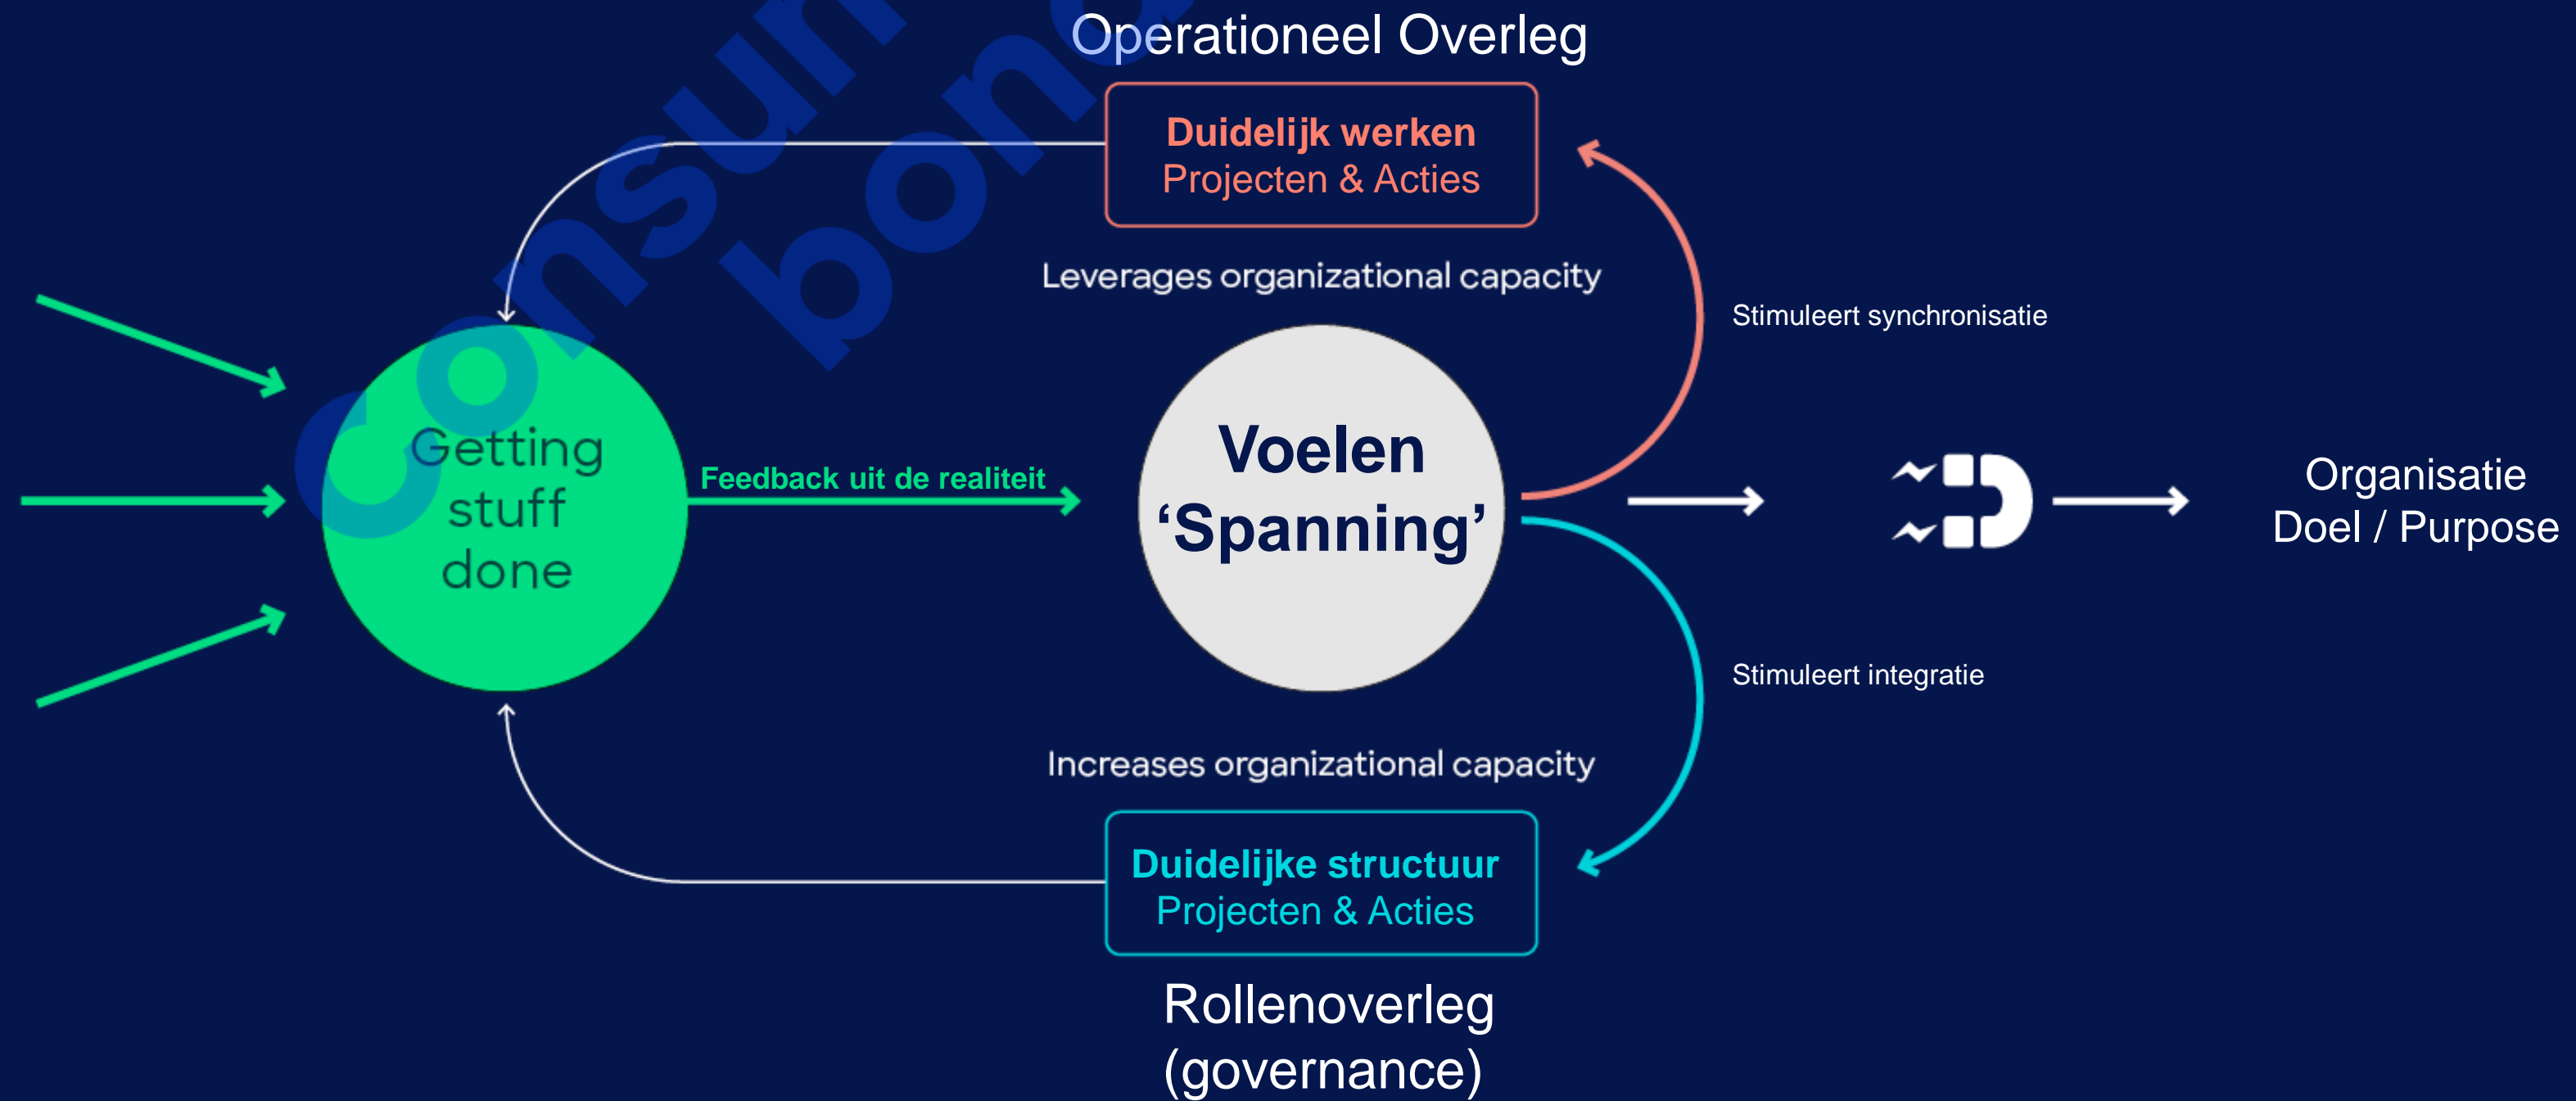 Operationeel Overleg
Duidelijk werken
Projecten & Acties
Leverages organizational capacity
Stimuleert synchronisatie
Getting
stuff
done
Feedback uit de realiteit
Voelen
‘Spanning’
Organisatie
Doel / Purpose
Stimuleert integratie
Increases organizational capacity
Duidelijke structuur
Projecten & Acties
Rollenoverleg
(governance)